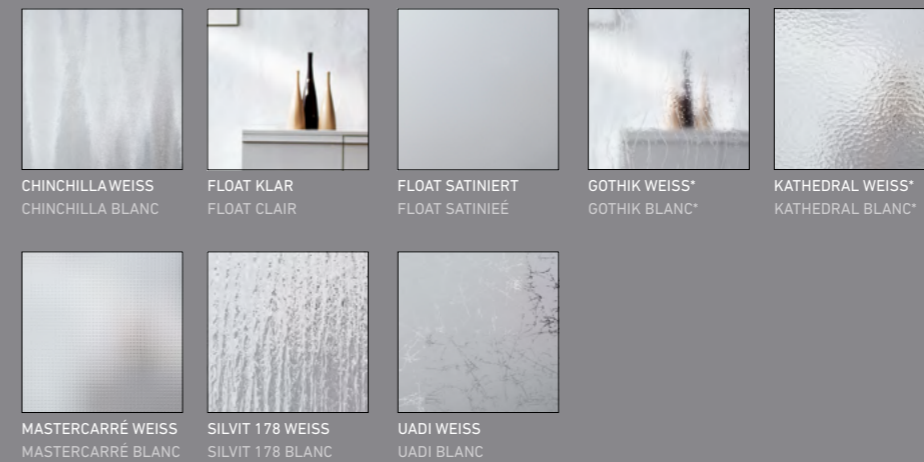 CHINCHILLA WEISS
CHINCHILLA BLANC
FLOAT KLAR
FLOAT CLAIR
FLOAT SATINIERT
FLOAT SATINIEÉ
GOTHIK WEISS*
GOTHIK BLANC*
KATHEDRAL WEISS*
KATHEDRAL BLANC*
MASTERCARRÉ WEISS
MASTERCARRÉ BLANC
SILVIT 178 WEISS
SILVIT 178 BLANC
UADI WEISS
UADI BLANC